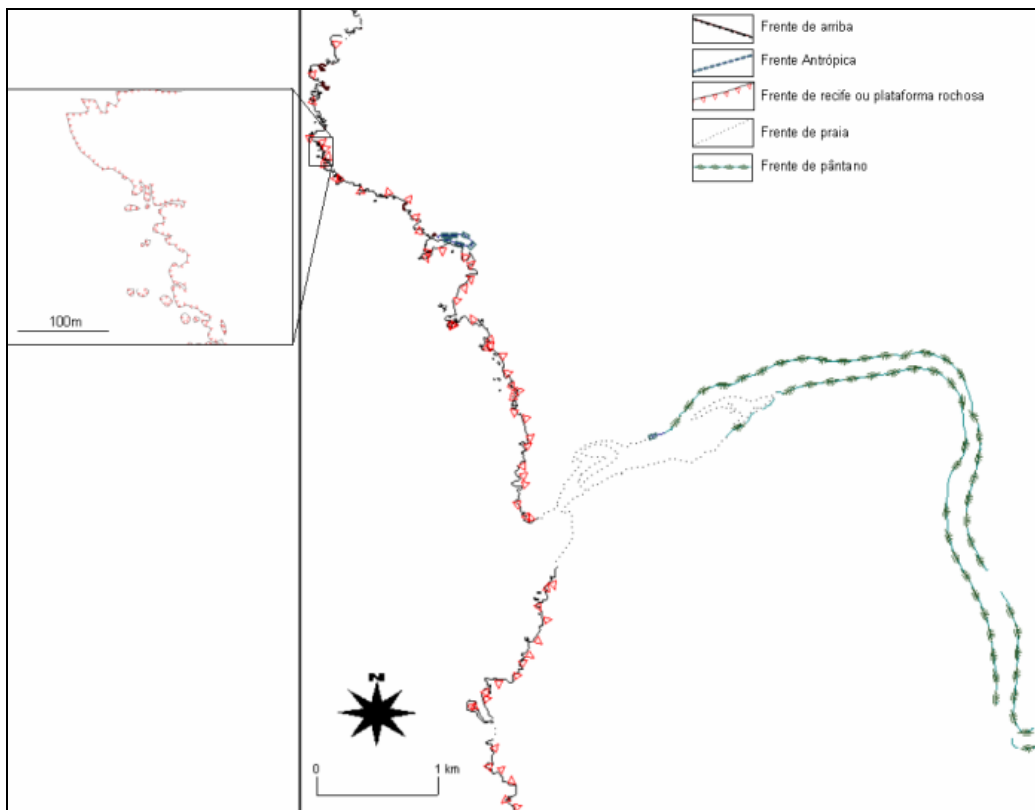 Frente de arriba
Frente Antrópica
Frente de recife ou plataforma rochosa
Frente de praia
Frente de pântano
100m
N
0 1 km